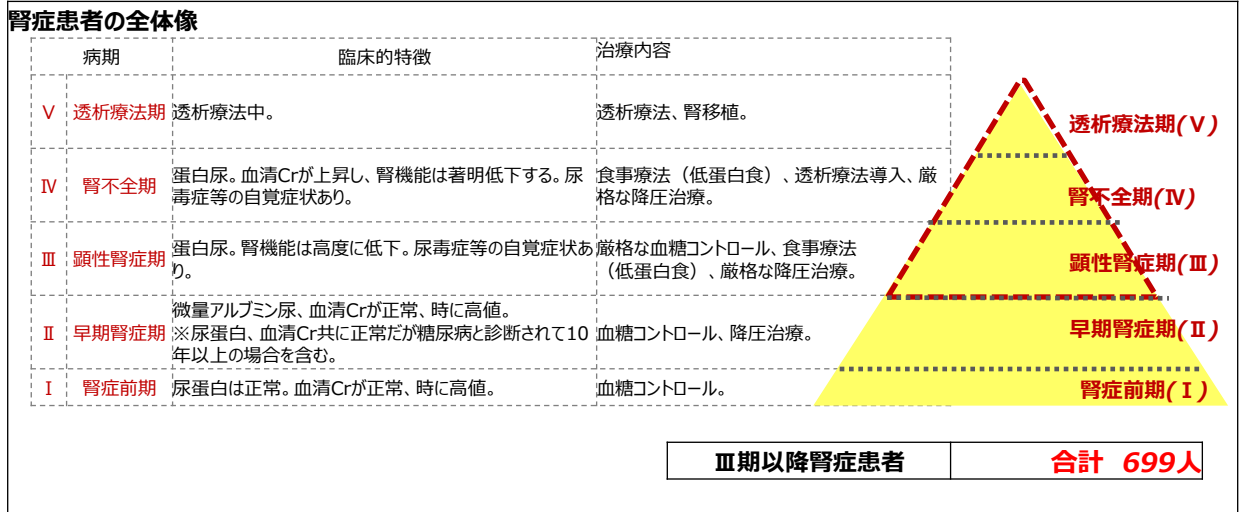 腎症患者の全体像
病期 臨床的特徴 治療内容
Ⅴ 透析療法期 透析療法中。 透析療法、腎移植。
Ⅳ 腎不全期 蛋白尿。血清Crが上昇し、腎機能は著明低下する。尿
毒症等の自覚症状あり。
食事療法（低蛋白食）、透析療法導入、厳
格な降圧治療。
Ⅲ 顕性腎症期 蛋白尿。腎機能は高度に低下。尿毒症等の自覚症状あ
り。
厳格な血糖コントロール、食事療法
（低蛋白食）、厳格な降圧治療。
Ⅱ 早期腎症期 微量アルブミン尿、血清Crが正常、時に高値。
※尿蛋白、血清Cr共に正常だが糖尿病と診断されて10
年以上の場合を含む。
血糖コントロール、降圧治療。
Ⅰ 腎症前期 尿蛋白は正常。血清Crが正常、時に高値。 血糖コントロール。
透析療法期(Ⅴ)
腎不全期(Ⅳ)
顕性腎症期(Ⅲ)
早期腎症期(Ⅱ)
腎症前期(Ⅰ)
Ⅲ期以降腎症患者 合計 699人